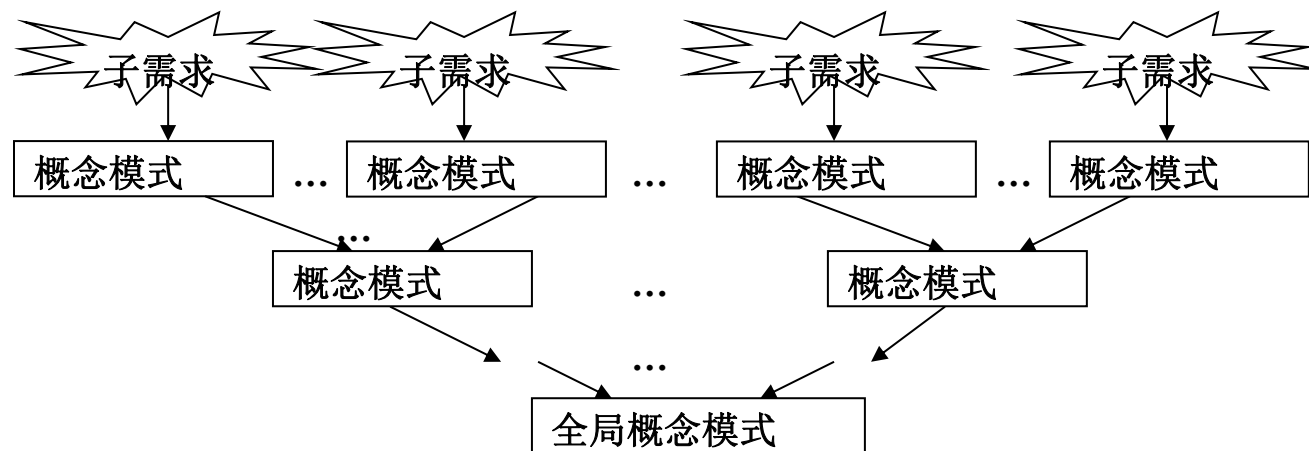 子需求 子需求 子需求 子需求
概念模式 … 概念模式 … 概念模式 … 概念模式
…
概念模式 … 概念模式
…
全局概念模式